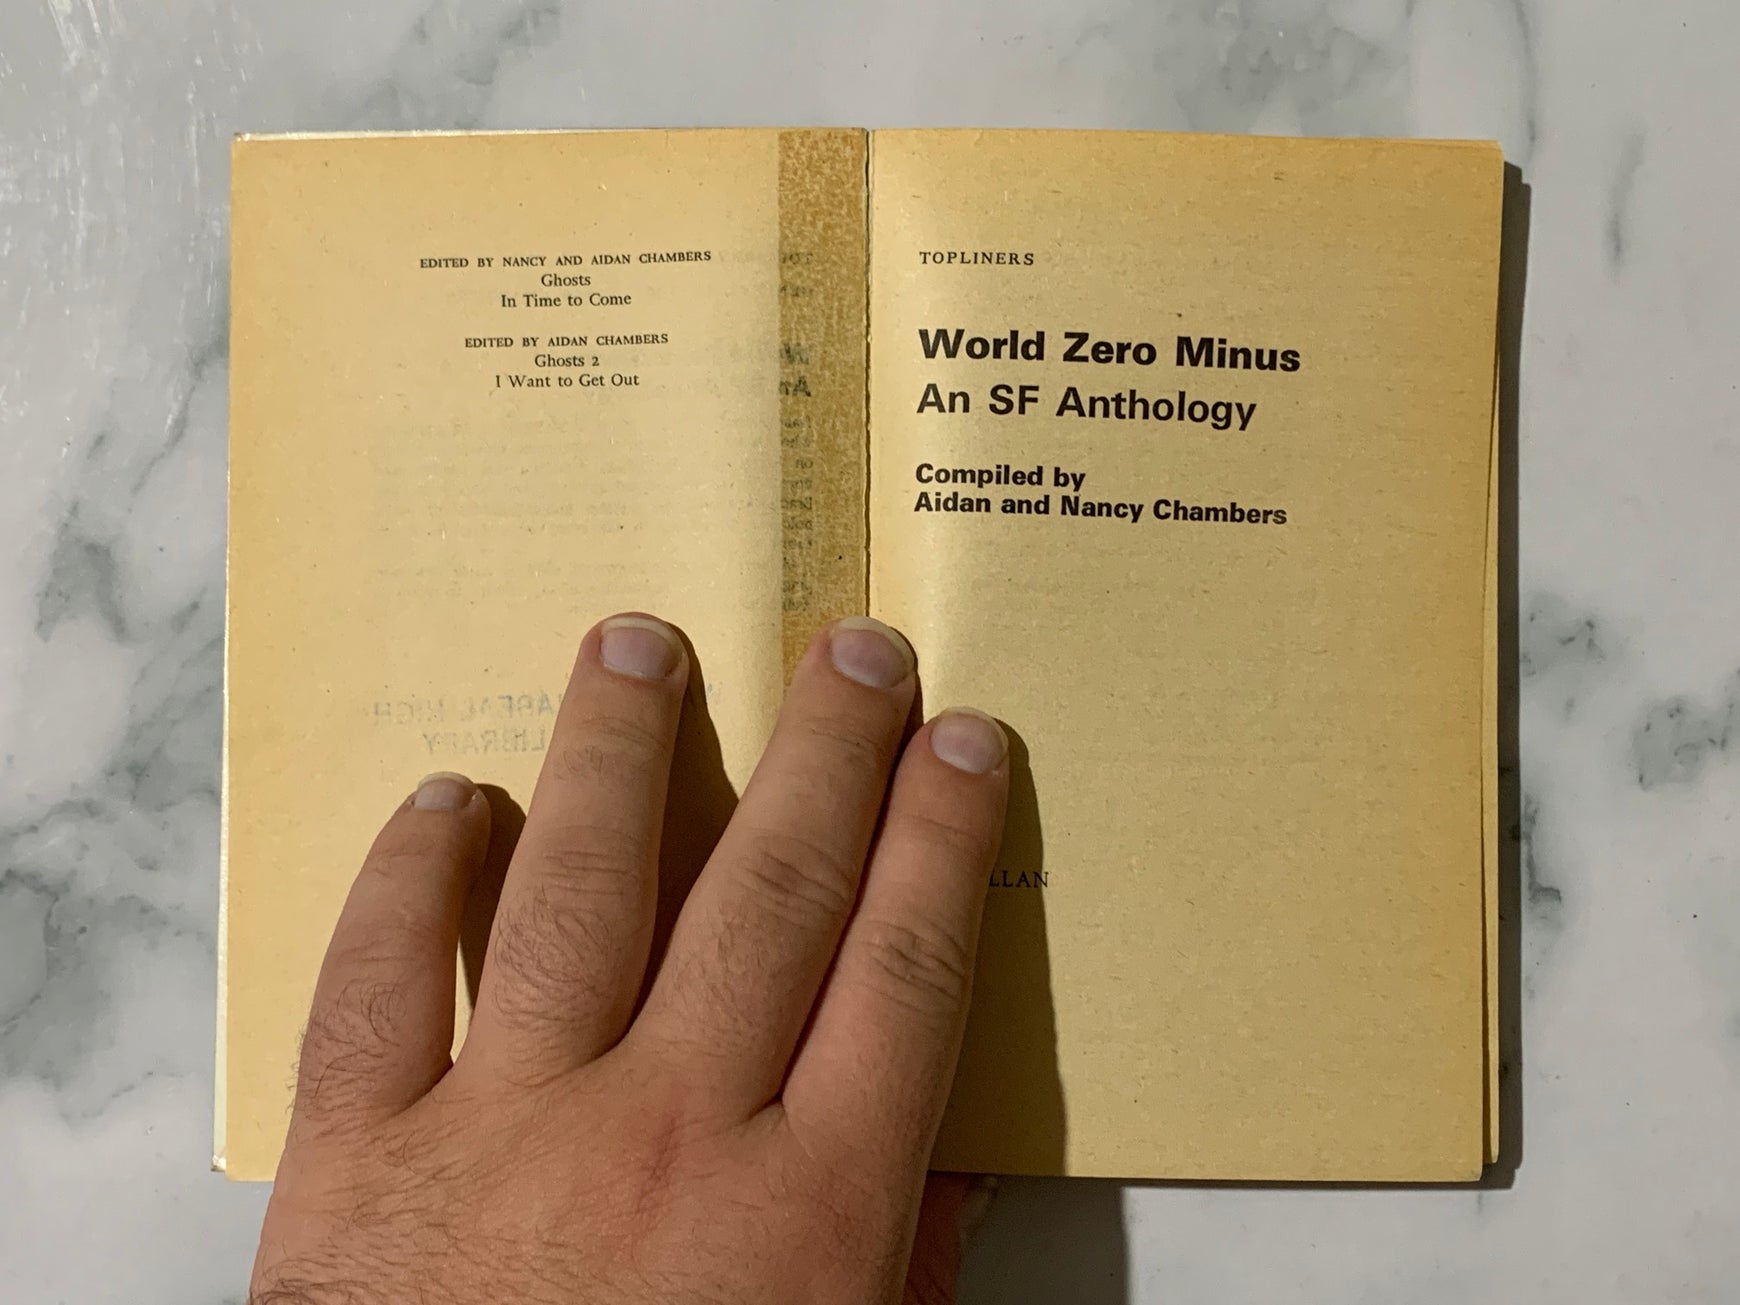 EDITED BY NANCY AND AIDAN CHAMBERS
Ghosts
In Time to Come
EDITED BY AIDAN CHAMBERS
Ghosts 2
I Want to Get Out
TOPLINERS
World Zero Minus
An SF Anthology
Compiled by
Aidan and Nancy Chambers
LLAN